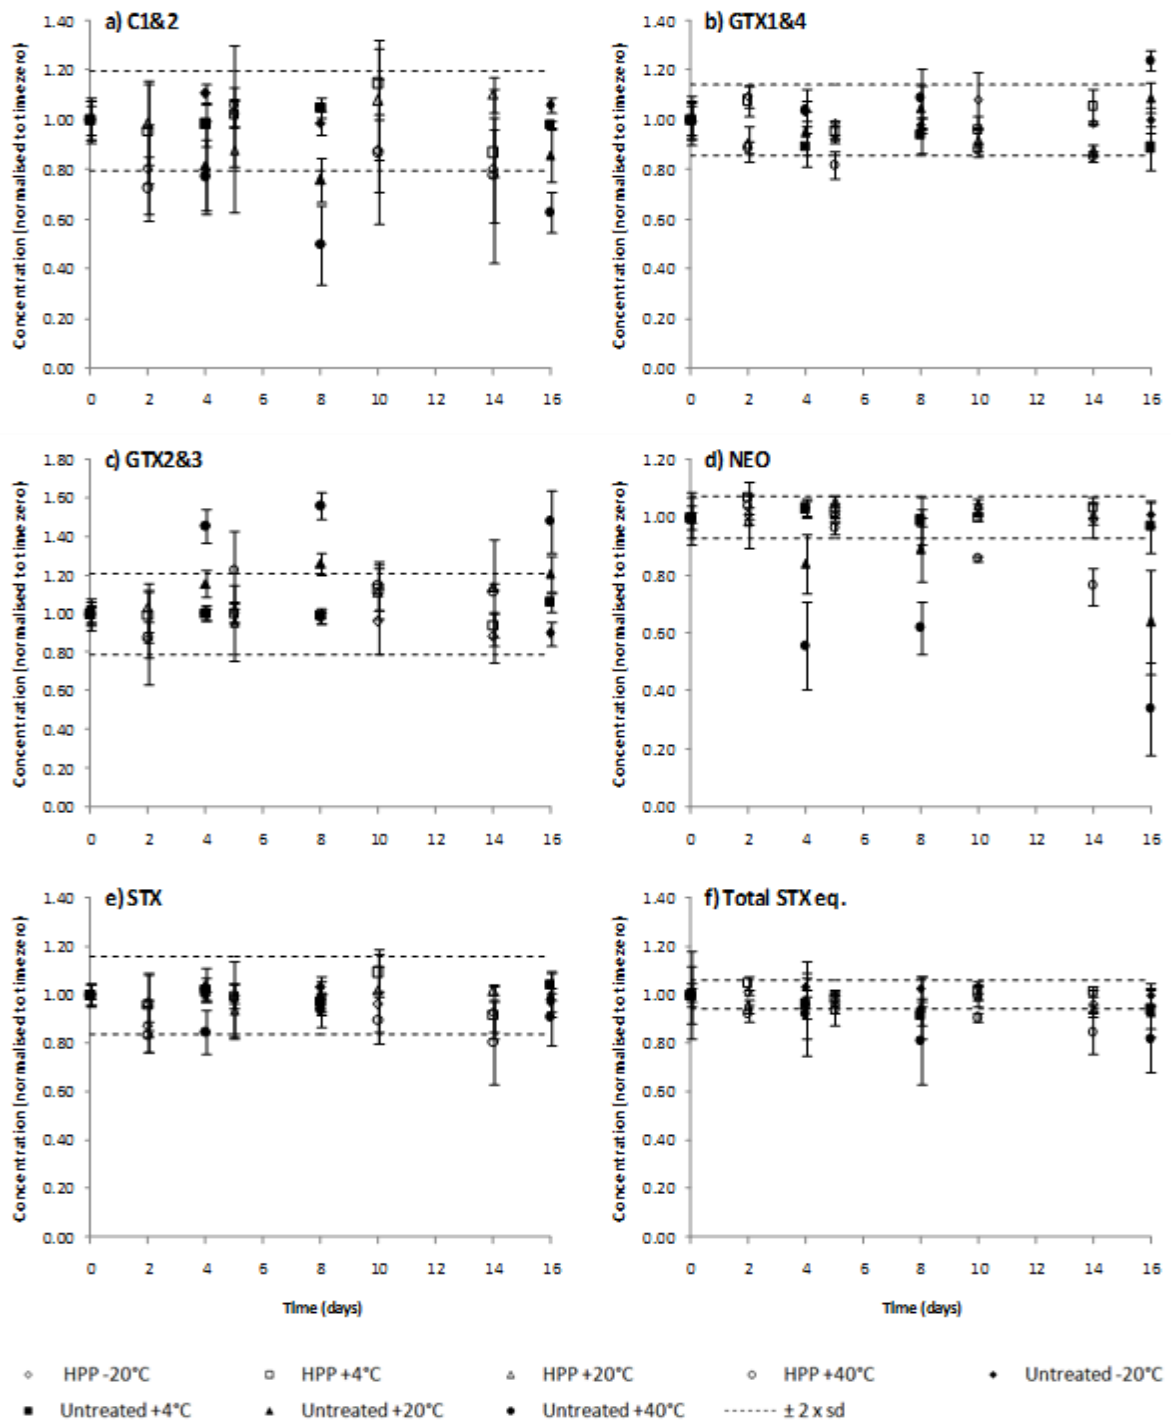 a) C1&2
b) GTX1&4
Concentration [normalised to time zero)
1.40
1.20
1.00
0.80
0.60
0.40
0.20
0.00
0 2 4 6 8 10 12 14 16
Concentration [normalised to time zero)
1.40
1.20
1.00
0.80
0.60
0.40
0.20
0.00
0 2 4 6 8 10 12 14 16
c) GTX2&3
d) NEO
Concentration [normalised to time zero)
1.80
1.60
1.40
1.20
1.00
0.80
0.60
0.40
0.20
0.00
0 2 4 6 8 10 12 14 16
Concentration [normalised to time zero)
1.20
1.00
0.80
0.60
0.40
0.20
0.00
0 2 4 6 8 10 12 14 16
e) STX
f) Total STX eq.
Concentration [normalised to time zero)
1.40
1.20
1.00
0.80
0.60
0.40
0.20
0.00
0 2 4 6 8 10 12 14 16
Time (days)
Concentration [normalised to time zero)
1.40
1.20
1.00
0.80
0.60
0.40
0.20
0.00
0 2 4 6 8 10 12 14 16
Time (days)
HPP -20°C HPP +4°C HPP +20°C HPP +40°C Untreated -20°C
Untreated +4°C Untreated +20°C Untreated +40°C ± 2 x sd